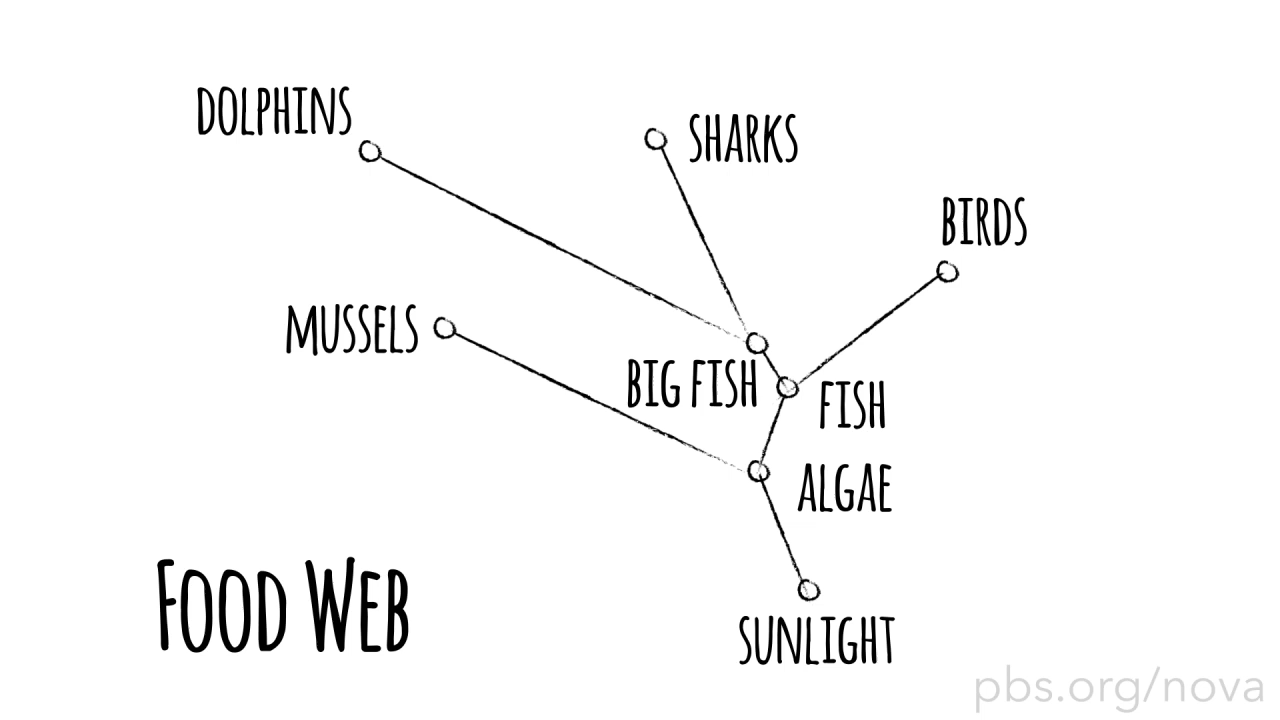 DOLPHINS
SHARKS
BIRDS
MUSSELS
BIG FISH
FISH
ALGAE
FOOD WEB
SUNLIGHT
pbs.org/nova